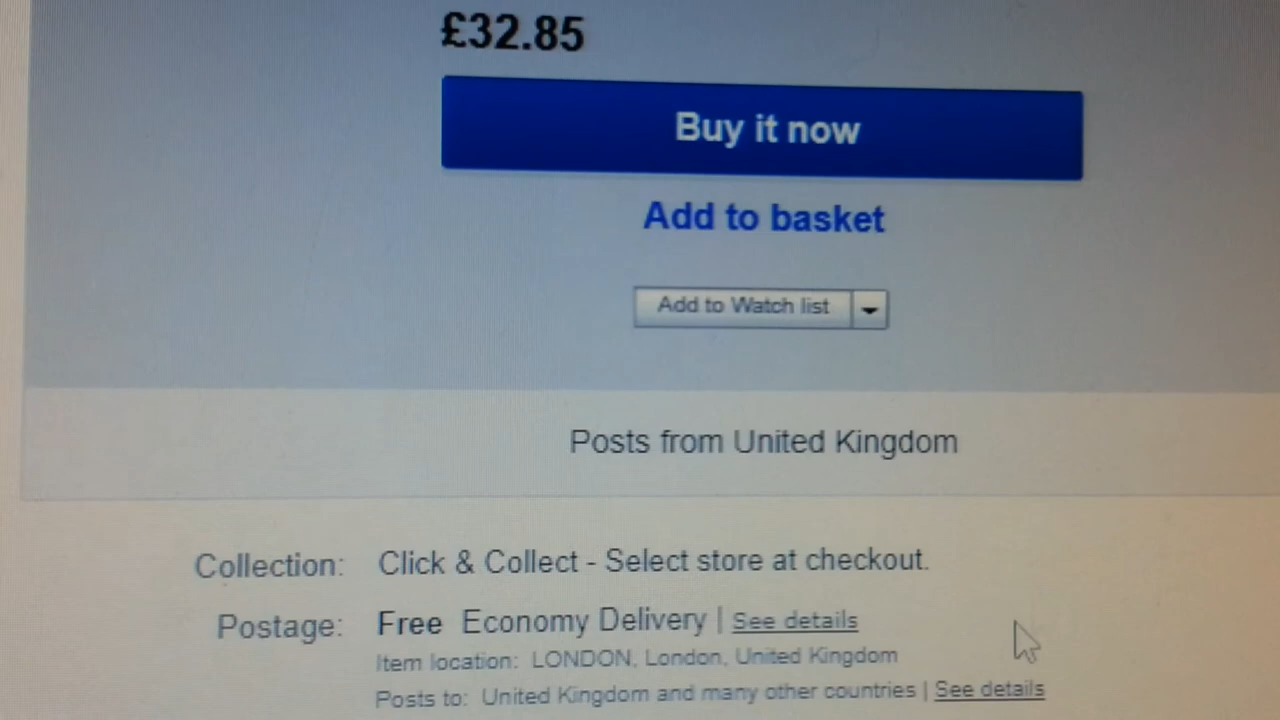 £32.85
Buy it now
Add to basket
Add to Watch list
Posts from United Kingdom
Collection: Click & Collect - Select store at checkout.
Postage: Free Economy Delivery | See details
Item location: LONDON, London, United Kingdom
Posts to: United Kingdom and many other countries | See details